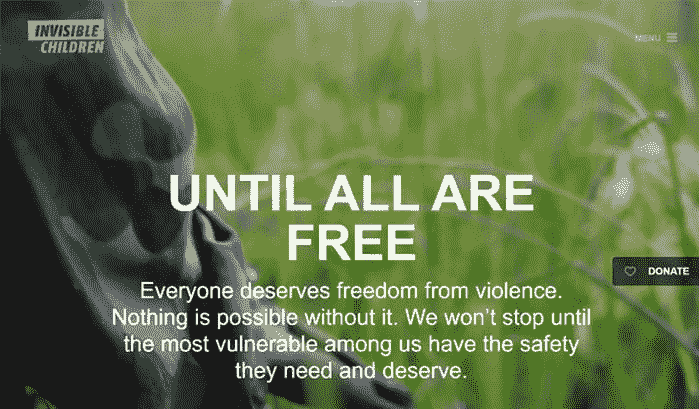 INVISIBLE
CHILDREN
MENU
UNTIL ALL ARE
FREE
DONATE
Everyone deserves freedom from violence.
Nothing is possible without it. We won't stop until
the most vulnerable among us have the safety
they need and deserve.